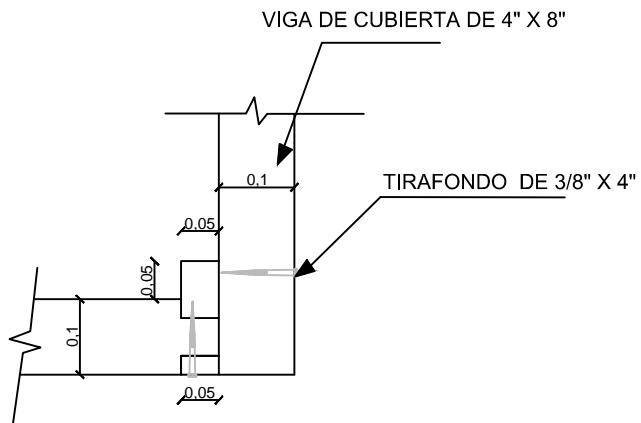 VIGA DE CUBIERTA DE 4" X 8"
0,1
TIRAFONDO DE 3/8" X 4"
0,05
0,05
0,1
0,05